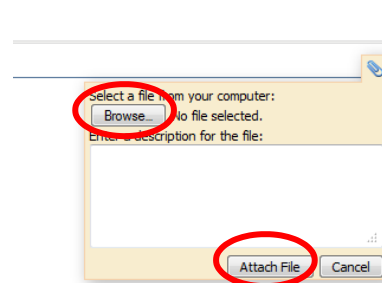 Select a file from your computer:
Browse... No file selected.
Enter a description for the file:
Attach File Cancel